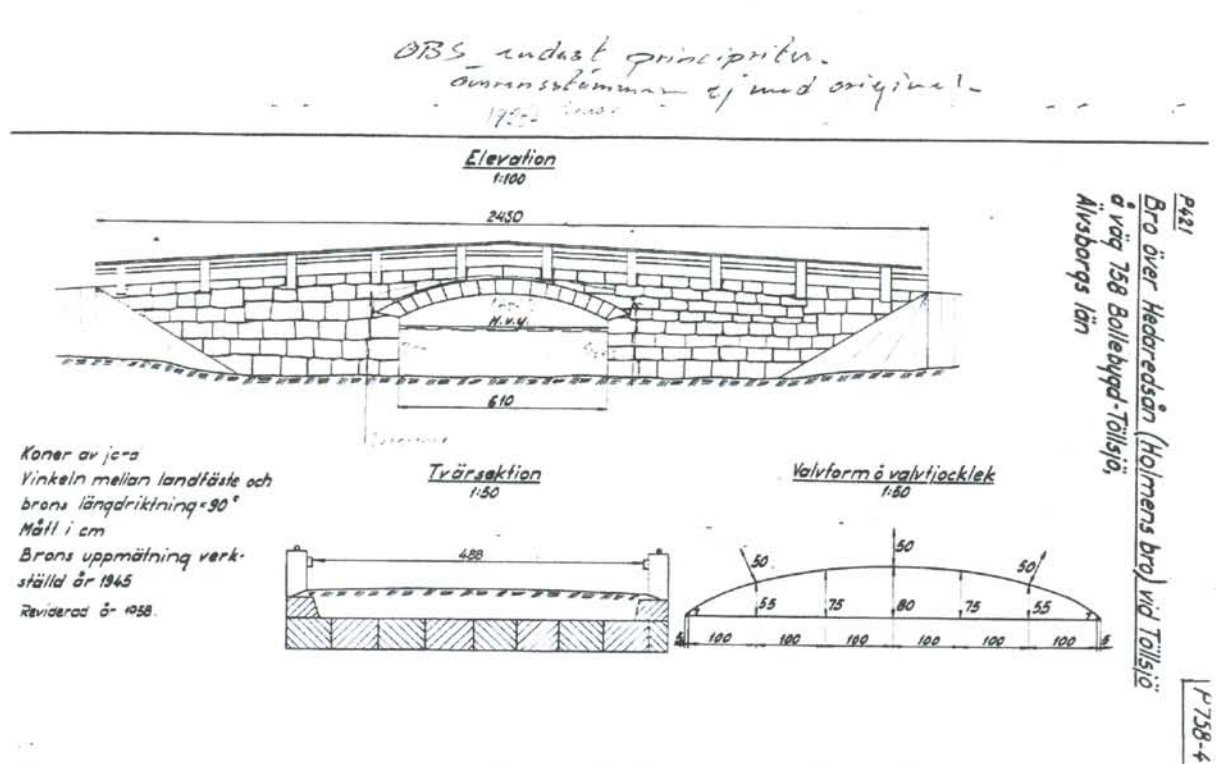 OBS endast principritn.
ej med original
Elevation
1:100
2450
M.v.y.
610
P421
Bro över Hedaredsån (Holmens bro) vid Töllsjö
å väg 758 Bollebygd-Töllsjö,
Älvsborgs län
Koner av jord
Vinkeln mellan landfäste och
brons längdriktning = 90°
Mått i cm
Brons uppmätning verk-
ställd år 1945
Reviderad år 1958.
Tvärsektion
1:50
488
Valvform o valvtjocklek
1:50
50
50 50
55 75 80 75 55
5 100 100 100 100 100 100 5
P758-4